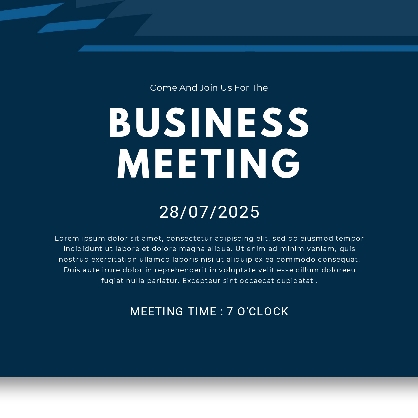 Come And Join Us For The
BUSINESS
MEETING
28/07/2025
Lorem ipsum dolor sit amet, consectetur adipiscing elit, sed do eiusmod tempor
incididunt ut labore et dolore magna aliqua. Ut enim ad minim veniam, quis
nostrud exercitation ullamco laboris nisi ut aliquip ex ea commodo consequat.
Duis aute irure dolor in reprehenderit in voluptate velit esse cillum dolore eu
fugiat nulla pariatur. Excepteur sint occaecat cupidatat .
MEETING TIME : 7 O'CLOCK